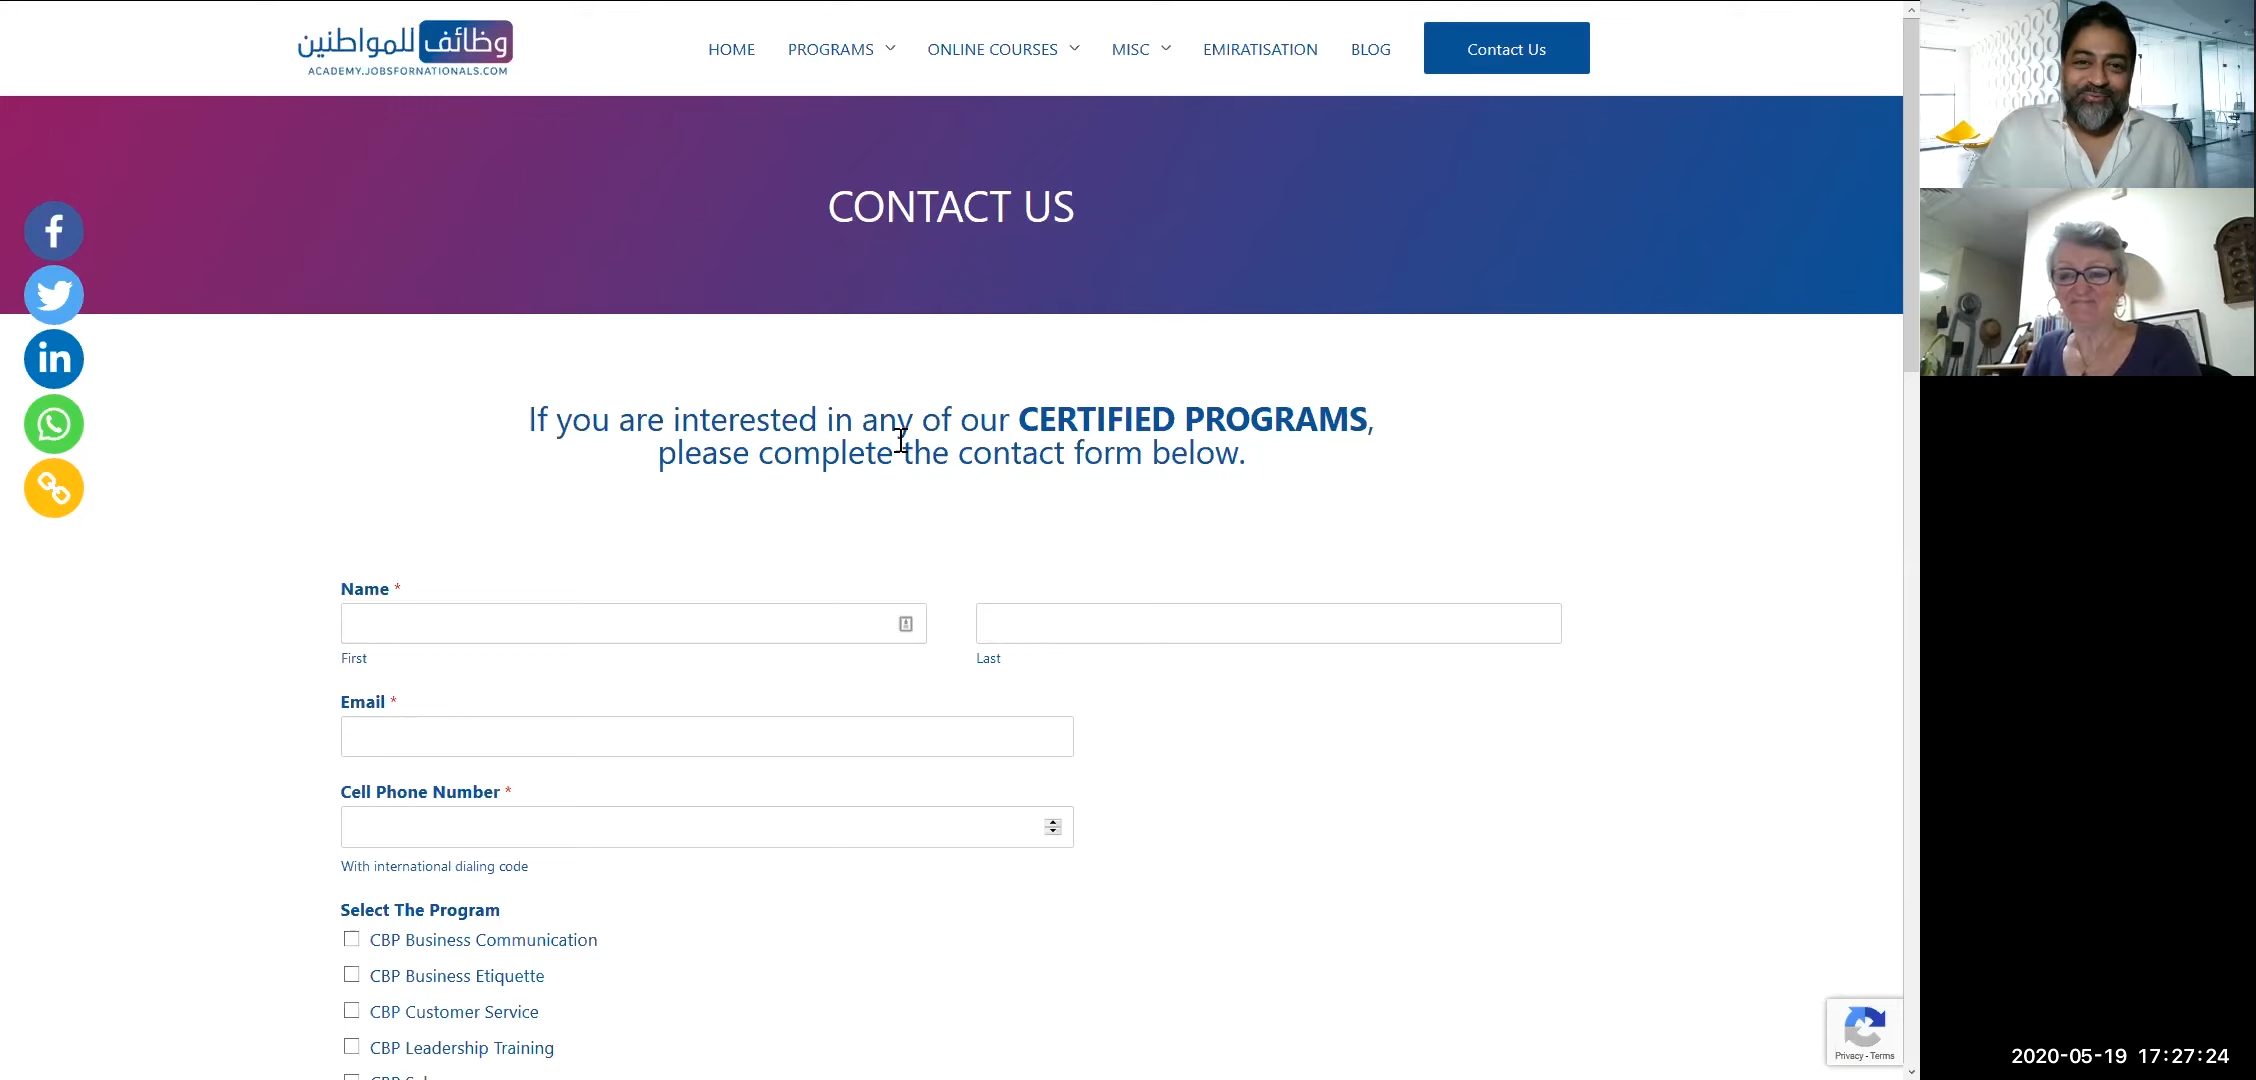 وظائف للمواطنين
ACADEMY.JOBSFORNATIONALS.COM
HOME
PROGRAMS
ONLINE COURSES
MISC
EMIRATISATION
BLOG
Contact Us
CONTACT US
If you are interested in any of our CERTIFIED PROGRAMS,
please complete the contact form below.
Name *
First
Last
Email *
Cell Phone Number *
With international dialing code
Select The Program
CBP Business Communication
CBP Business Etiquette
CBP Customer Service
CBP Leadership Training
Privacy - Terms
2020-05-19 17:27:24